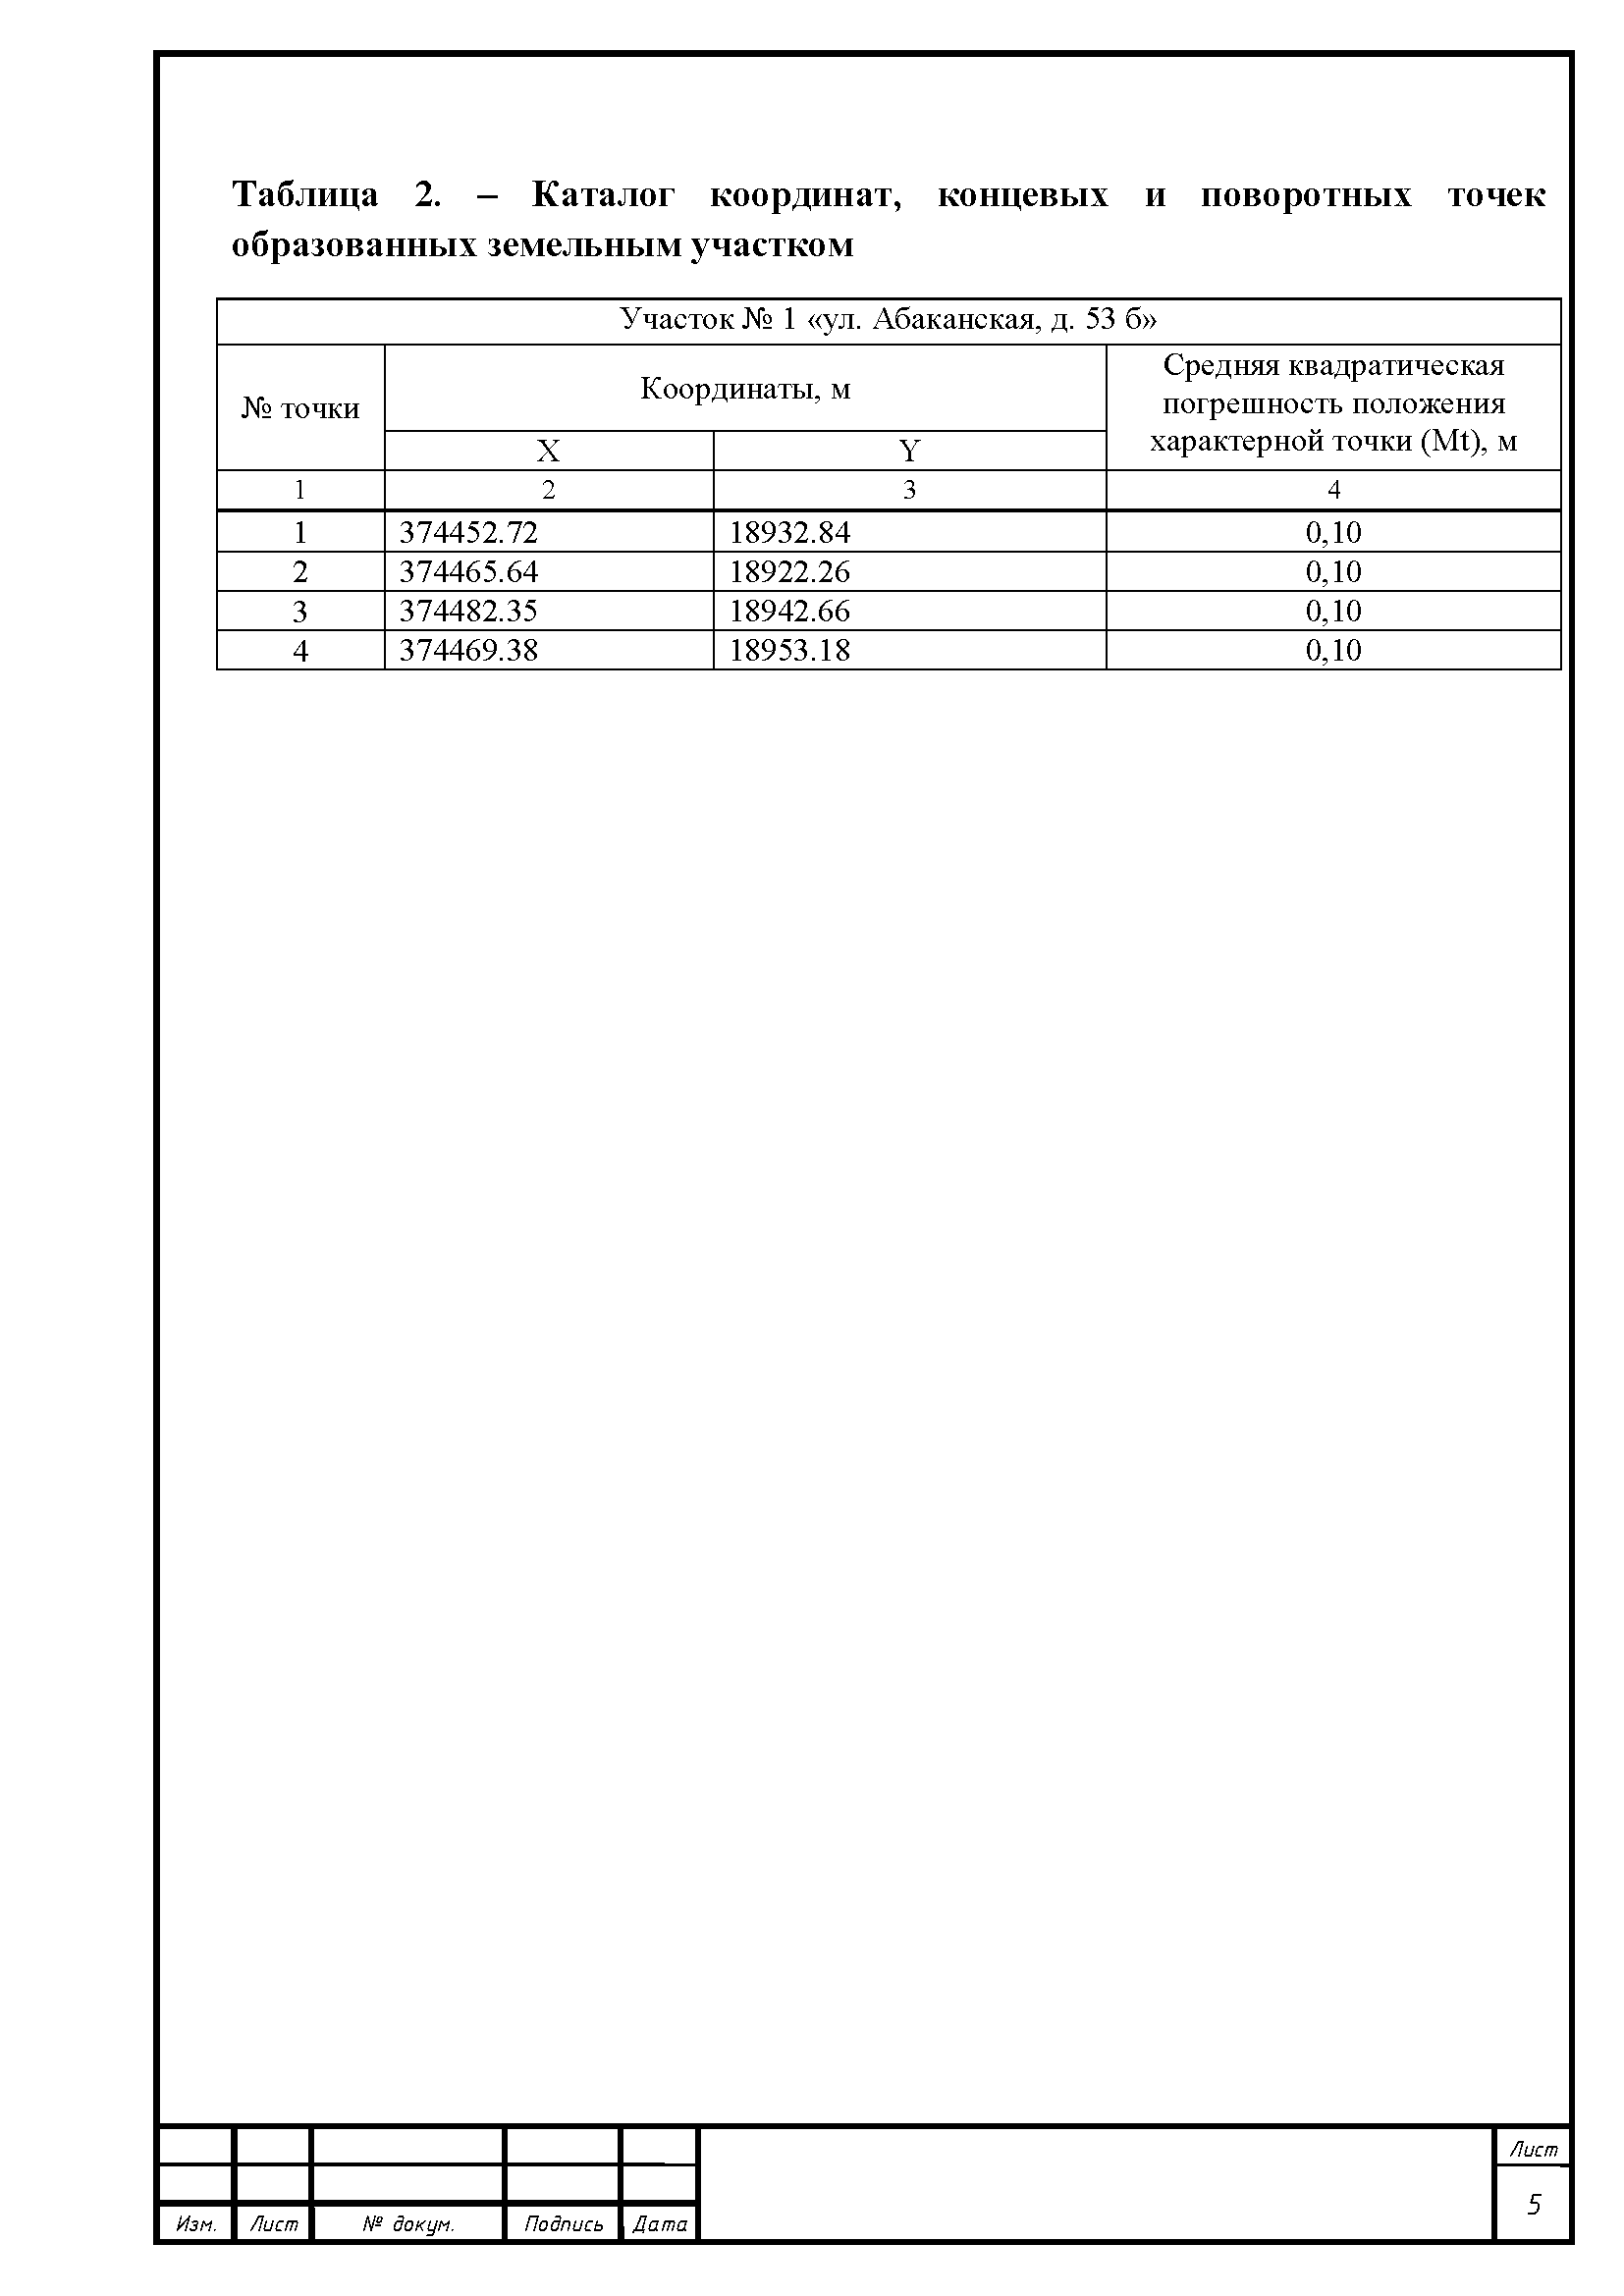 Таблица 2. – Каталог координат, концевых и поворотных точек
образованных земельным участком
Участок № 1 «ул. Абаканская, д. 53 б»
№ точки
Координаты, м
Средняя квадратическая
погрешность положения
характерной точки (Mt), м
X
Y
1 2 3 4
1 374452.72 18932.84 0,10
2 374465.64 18922.26 0,10
3 374482.35 18942.66 0,10
4 374469.38 18953.18 0,10
Лист
5
Изм. Лист № докум. Подпись Дата